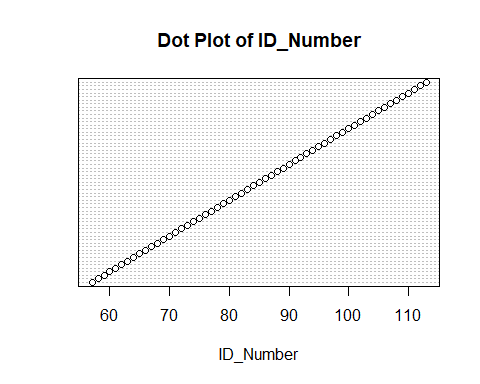 Dot Plot of ID_Number
60 70 80 90 100 110
ID_Number